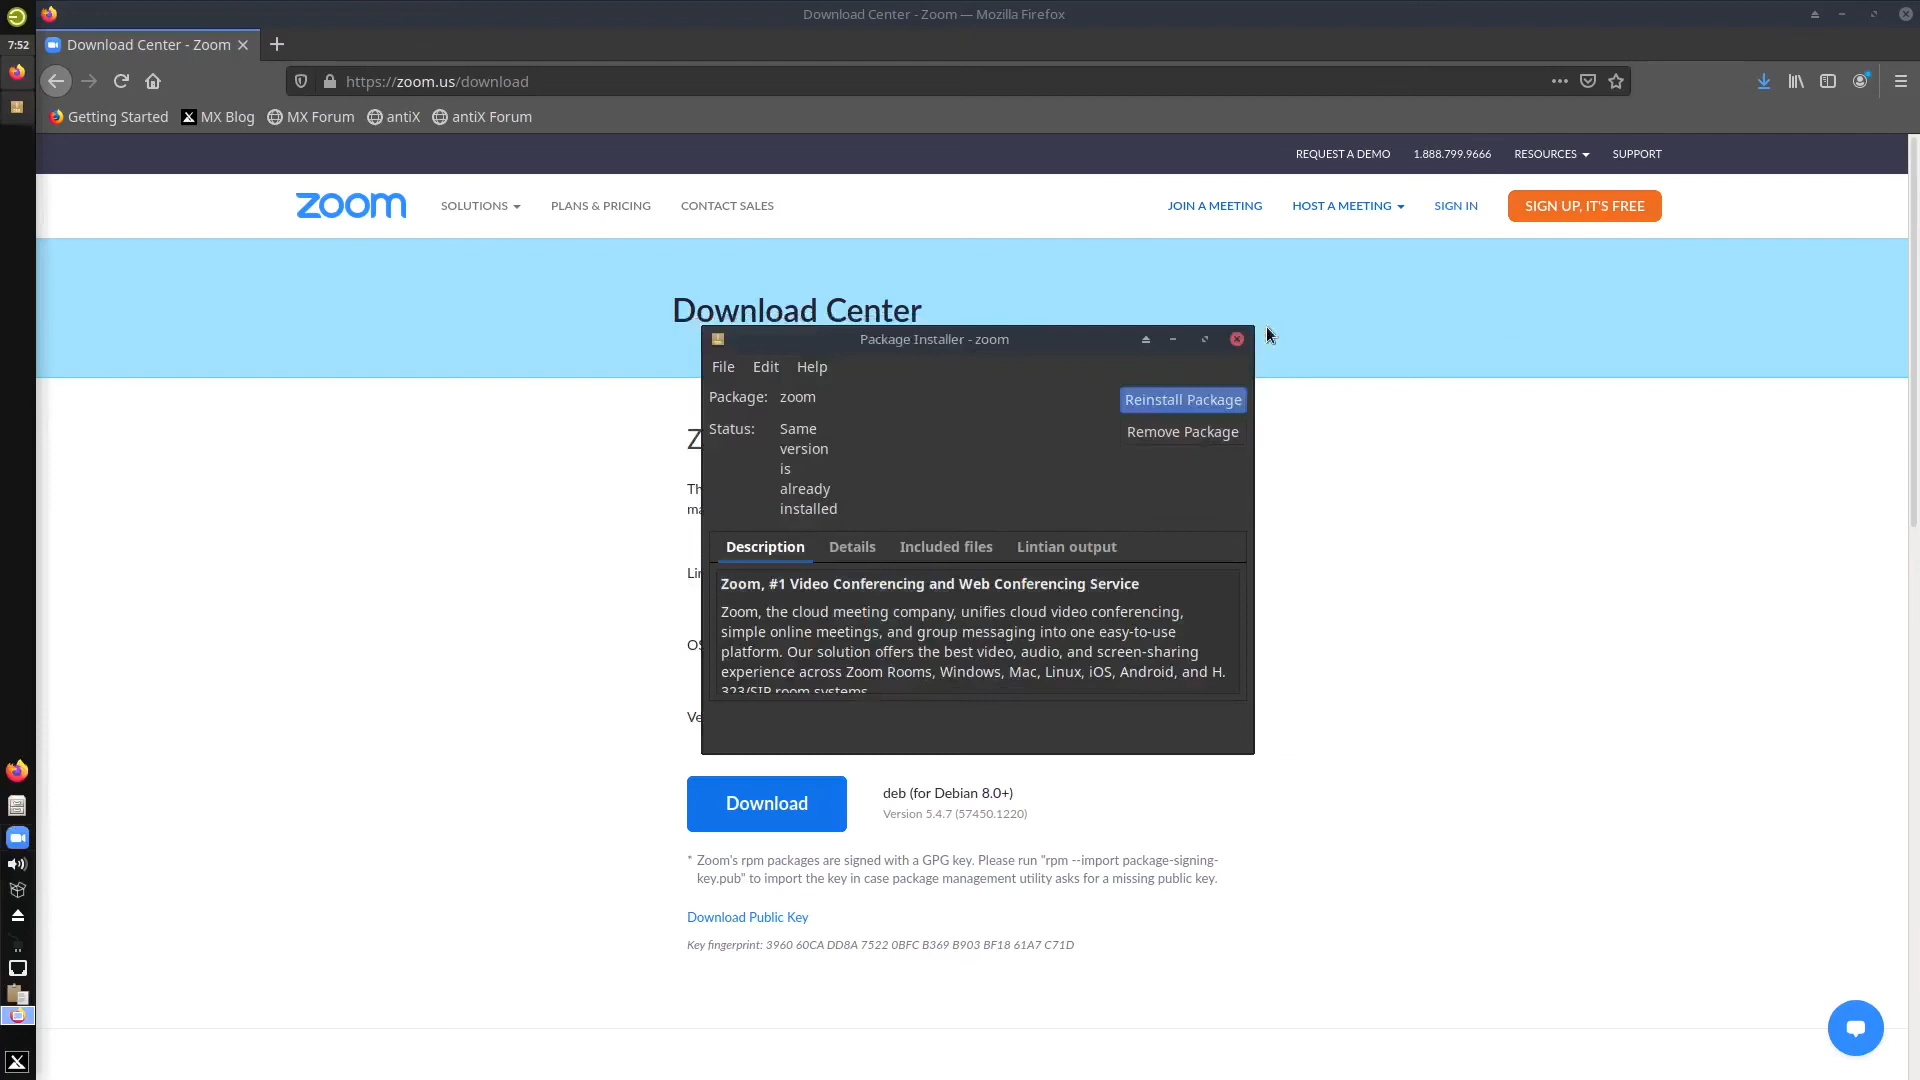 Download Center - Zoom — Mozilla Firefox
7:52
Download Center - Zoom
https://zoom.us/download
Getting Started MX Blog MX Forum antiX antiX Forum
REQUEST A DEMO 1.888.799.9666 RESOURCES SUPPORT
zoom SOLUTIONS PLANS & PRICING CONTACT SALES JOIN A MEETING HOST A MEETING SIGN IN SIGN UP, IT'S FREE
Download Center
Package Installer - zoom
File Edit Help
Package: zoom
Reinstall Package
Remove Package
Status: Same
version
is
already
installed
Z
Th
ma
Lin
OS
Ve
Description Details Included files Lintian output
Zoom, #1 Video Conferencing and Web Conferencing Service
Zoom, the cloud meeting company, unifies cloud video conferencing,
simple online meetings, and group messaging into one easy-to-use
platform. Our solution offers the best video, audio, and screen-sharing
experience across Zoom Rooms, Windows, Mac, Linux, iOS, Android, and H.
323/SIP room systems
Download
deb (for Debian 8.0+)
Version 5.4.7 (57450.1220)
* Zoom's rpm packages are signed with a GPG key. Please run "rpm --import package-signing-
key.pub" to import the key in case package management utility asks for a missing public key.
Download Public Key
Key fingerprint: 3960 60CA DD8A 7522 0BFC B369 B903 BF18 61A7 C71D